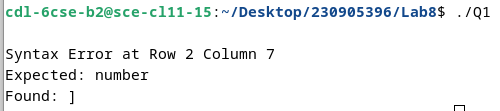 cdl-6cse-b2@sce-cl11-15:~/Desktop/230905396/Lab8$ ./Q1
Syntax Error at Row 2 Column 7
Expected: number
Found: ]